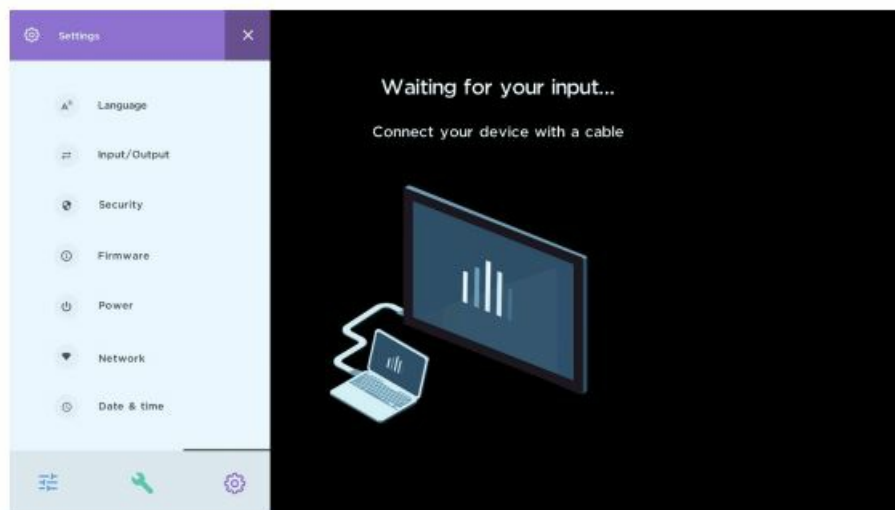 Settings
Language
Input/Output
Security
Firmware
Power
Network
Date & time
Waiting for your input...
Connect your device with a cable